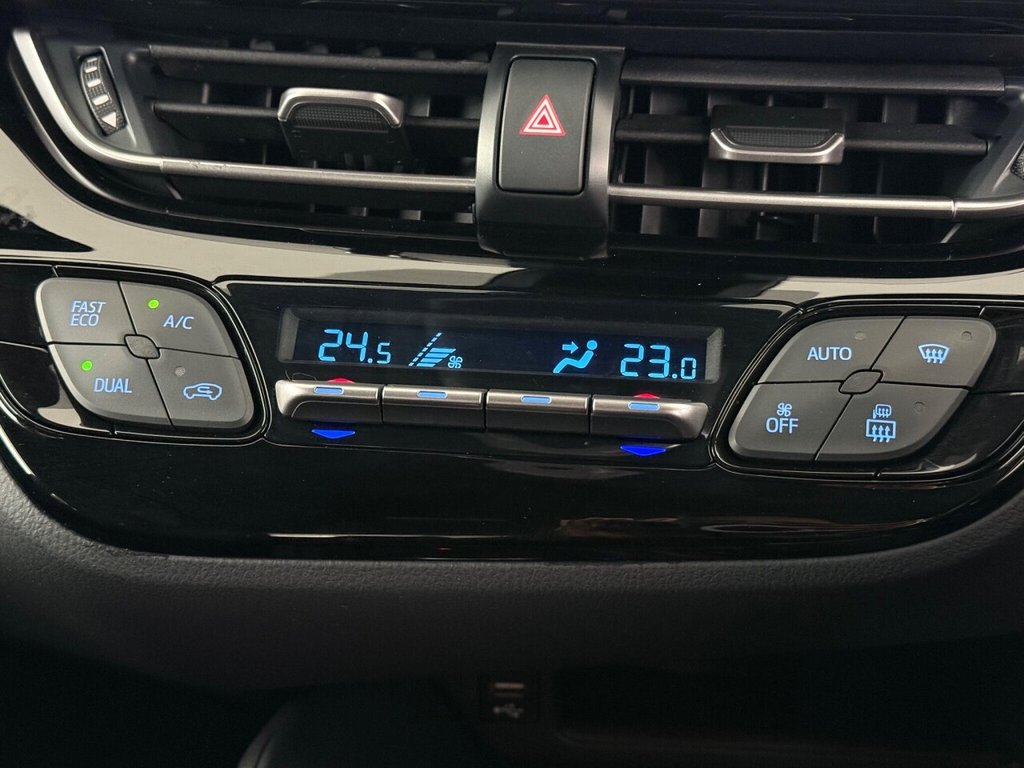 FAST
ECO
A/C
DUAL
24.5
23.0
AUTO
OFF